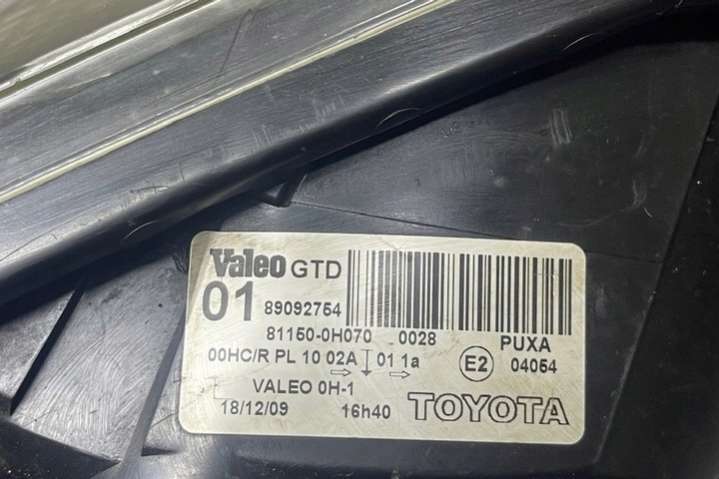 Valeo GTD
01 89092754
81150-0H070 0028 PUXA
00HC/R PL 10 02A 01 1a E2 04054
VALEO 0H-1
18/12/09 16h40 TOYOTA